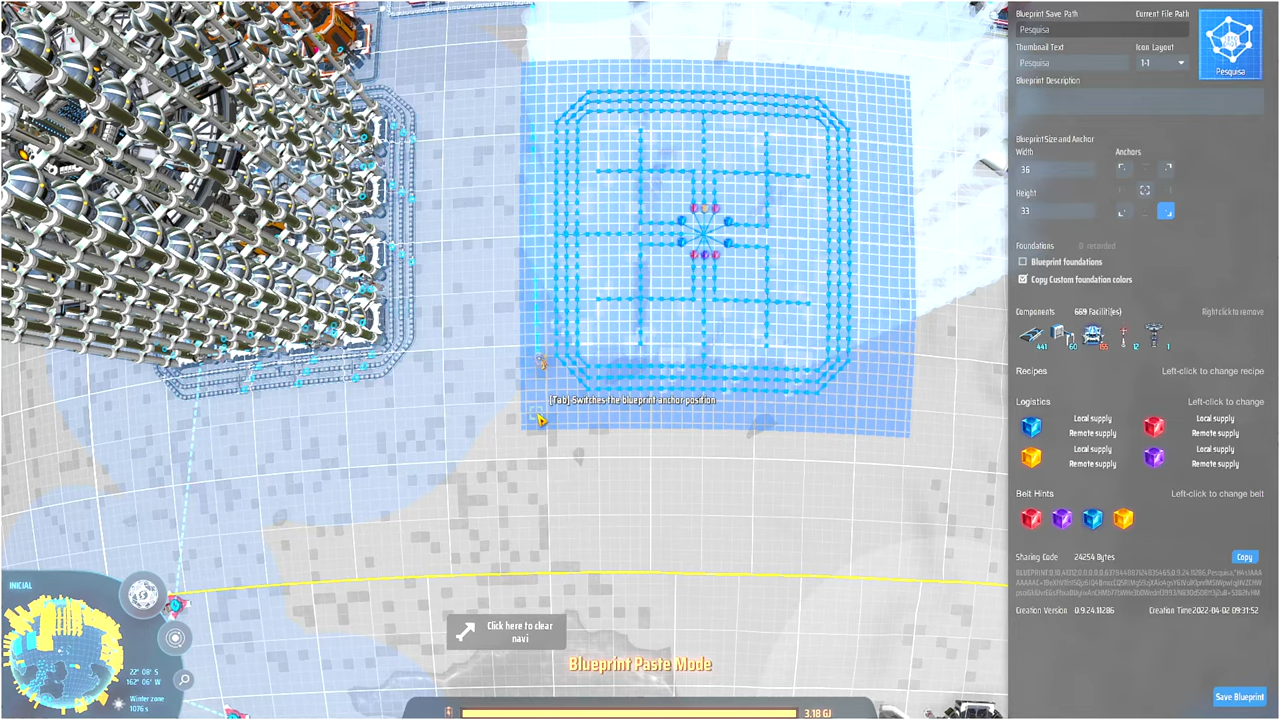 Blueprint Save Path
Current File Path
Pesquisa
Thumbnail Text
Icon Layout
Pesquisa
1-1
Pesquisa
Blueprint Description
Blueprint Size and Anchor
Width
Anchors
36
Height
33
Foundations
0 recorded
Blueprint foundations
Copy Custom foundation colors
Components
669 Facilit(ies)
Right click to remove
441
60
155
12
1
Recipes
Left-click to change recipe
Logistics
Left-click to change
Local supply
Remote supply
Local supply
Remote supply
Local supply
Remote supply
Local supply
Remote supply
Belt Hints
Left-click to change belt
Sharing Code
24254 Bytes
Copy
Creation Version
0.9.24.11286
Creation Time
2022-04-02 09:31:52
Save Blueprint
[Tab] Switches the blueprint anchor position
Click here to clear
navi
Blueprint Paste Mode
3.18 GJ
INICIAL
22° 08' S
162° 06' W
Winter zone
1076 s